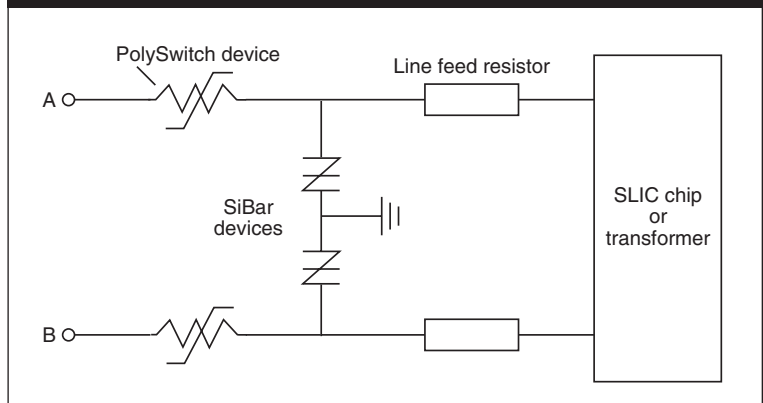 PolySwitch device
Line feed resistor
A
SiBar
devices
SLIC chip
or
transformer
B